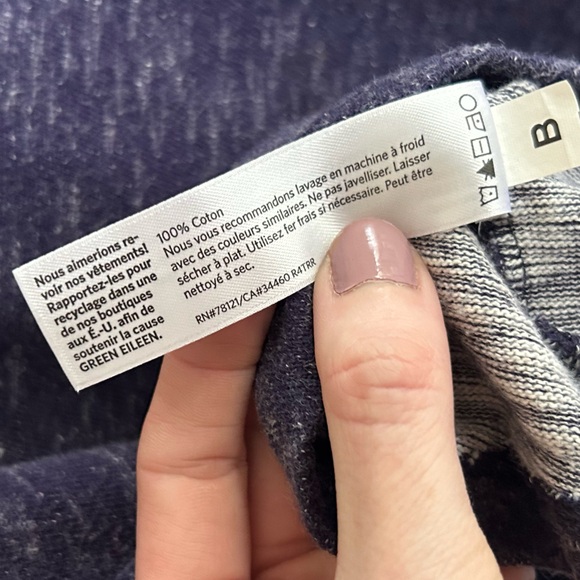 Nous aimerions re-
voir nos vêtements!
Rapportez-les pour
recyclage dans une
de nos boutiques
aux É.-U. afin de
soutenir la cause
GREEN EILEEN.
100% Coton
Nous vous recommandons lavage en machine à froid
avec des couleurs similaires. Ne pas javelliser. Laisser
sécher à plat. Utilisez fer frais si nécessaire. Peut être
nettoyé à sec.
RN#78121/CA#34460 R4TRR
B